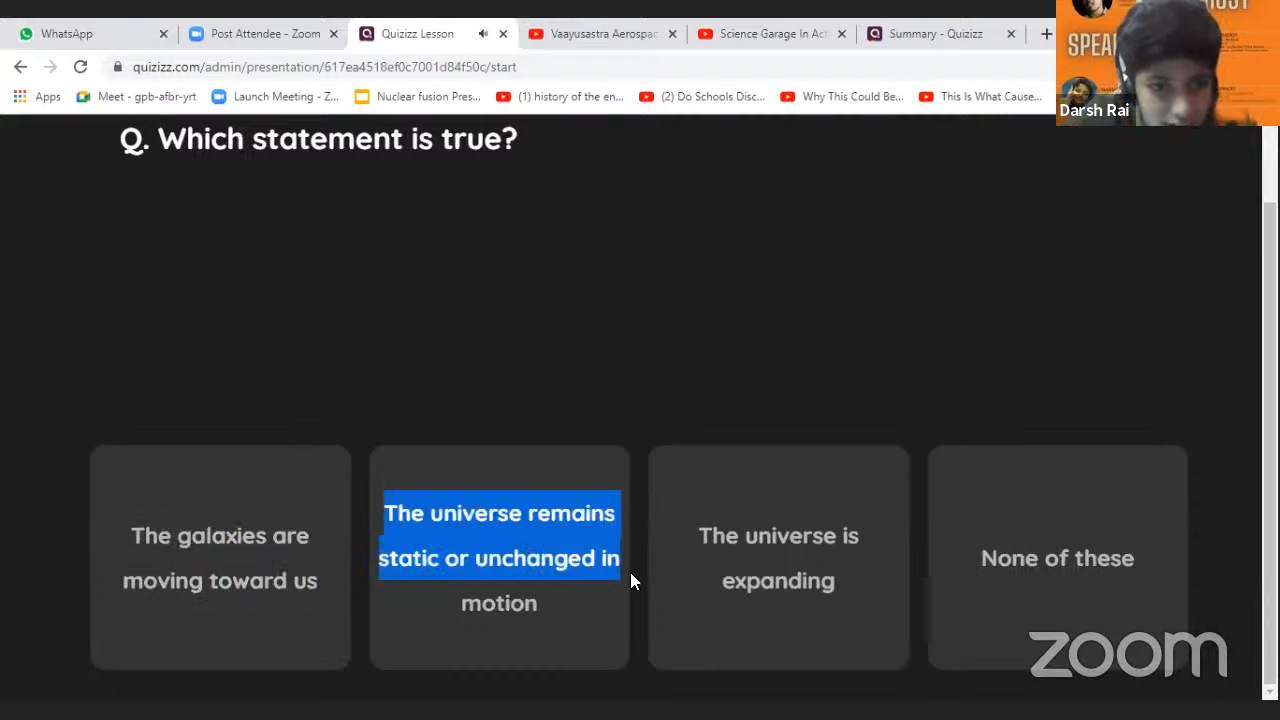 WhatsApp
Post Attendee - Zoom
Quizizz Lesson
Vaayusastra Aerospac
Science Garage In Act
Summary - Quizizz
quizizz.com/admin/presentation/617ea4518ef0c7001d84f50c/start
Apps
Meet - gpb-afbr-yrt
Launch Meeting - Z...
Nuclear fusion Pres...
(1) history of the en...
(2) Do Schools Disc...
Why This Could Be...
This Is What Cause...
SPEA
Darsh Rai
Q. Which statement is true?
The galaxies are
moving toward us
The universe remains
static or unchanged in
motion
The universe is
expanding
None of these
zoom